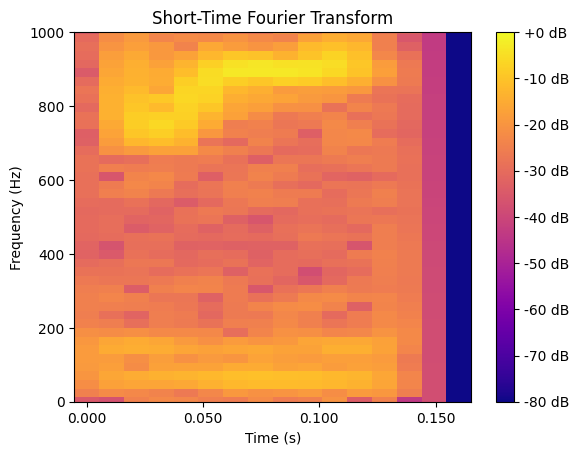 Short-Time Fourier Transform
1000
800
600
400
200
0
Frequency (Hz)
0.000
0.050
0.100
0.150
Time (s)
+0 dB
-10 dB
-20 dB
-30 dB
-40 dB
-50 dB
-60 dB
-70 dB
-80 dB